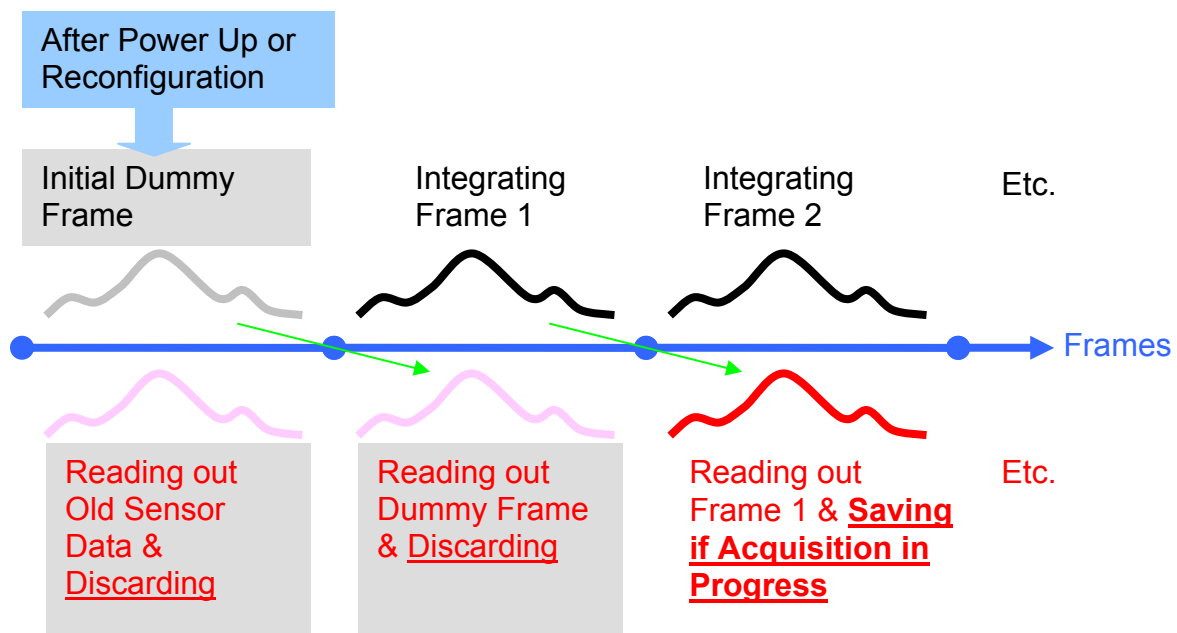 After Power Up or
Reconfiguration
Initial Dummy
Frame
Integrating
Frame 1
Integrating
Frame 2
Etc.
Frames
Reading out
Old Sensor
Data &
Discarding
Reading out
Dummy Frame
& Discarding
Reading out
Frame 1 & Saving
if Acquisition in
Progress
Etc.